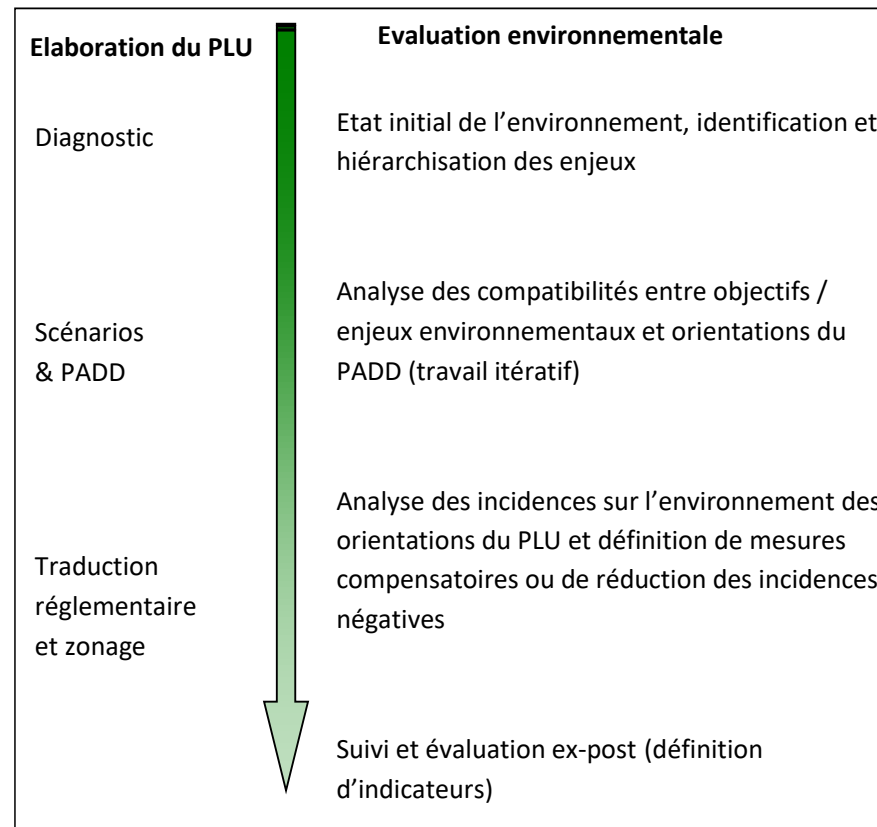 Elaboration du PLU
Evaluation environnementale
Diagnostic
Etat initial de l’environnement, identification et
hiérarchisation des enjeux
Scénarios
& PADD
Analyse des compatibilités entre objectifs /
enjeux environnementaux et orientations du
PADD (travail itératif)
Traduction
réglementaire
et zonage
Analyse des incidences sur l’environnement des
orientations du PLU et définition de mesures
compensatoires ou de réduction des incidences
négatives
Suivi et évaluation ex-post (définition
d’indicateurs)